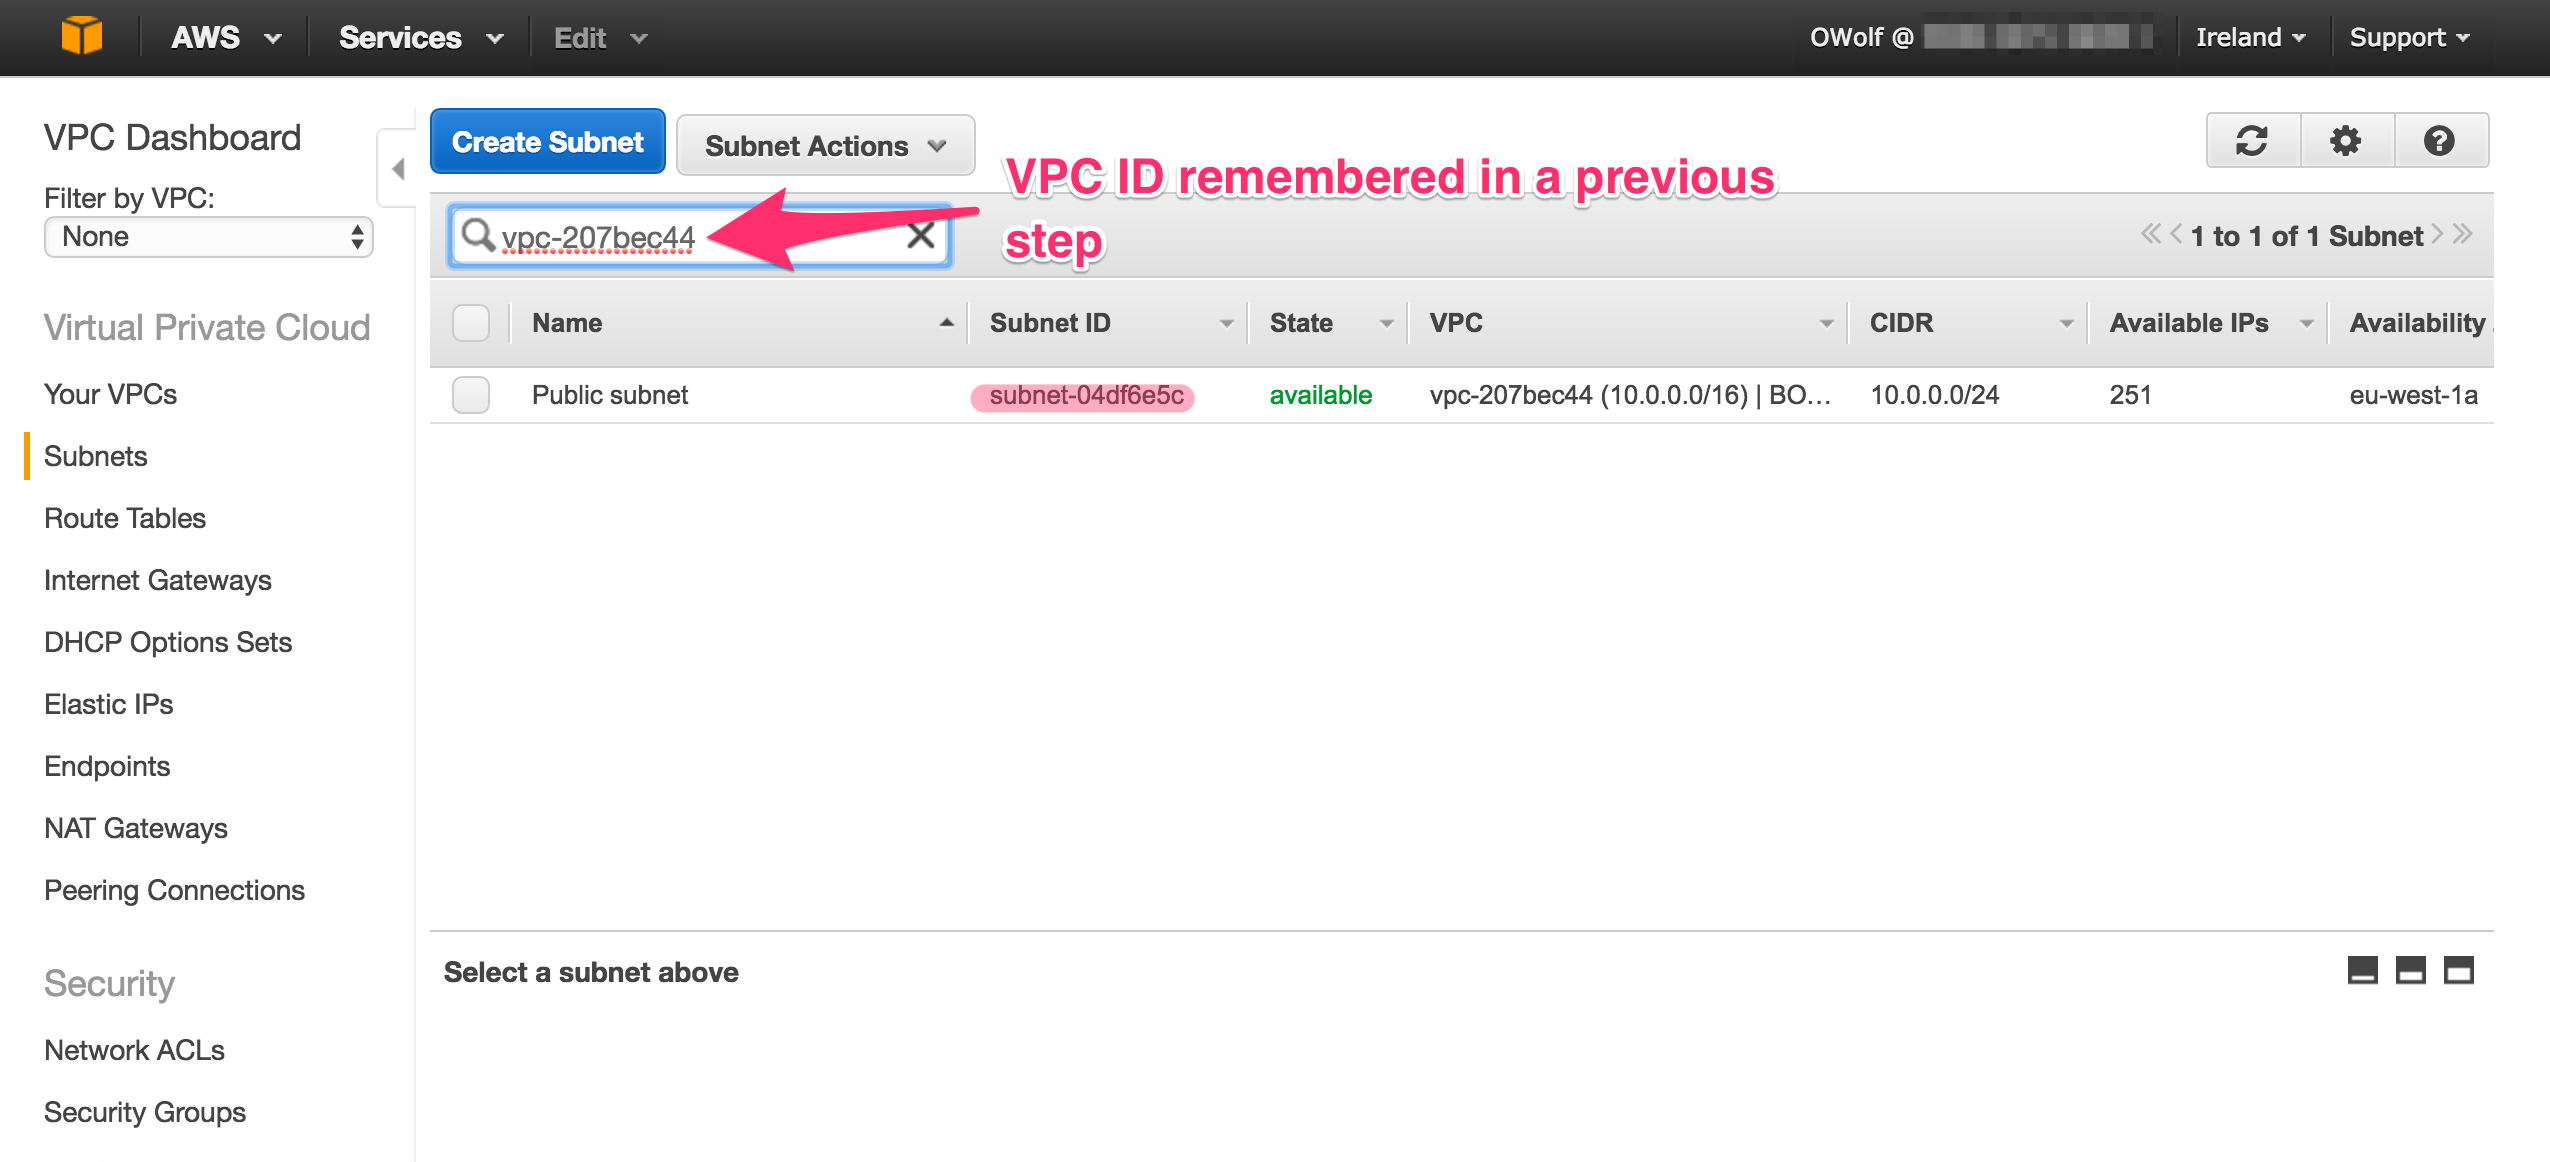 AWS Services Edit OWolf @ Ireland Support
VPC Dashboard
Filter by VPC:
None
Virtual Private Cloud
Your VPCs
Subnets
Route Tables
Internet Gateways
DHCP Options Sets
Elastic IPs
Endpoints
NAT Gateways
Peering Connections
Security
Network ACLs
Security Groups
Create Subnet Subnet Actions
VPC ID remembered in a previous
step
vpc-207bec44
1 to 1 of 1 Subnet
Name Subnet ID State VPC CIDR Available IPs Availability
Public subnet subnet-04df6e5c available vpc-207bec44 (10.0.0.0/16) | BO... 10.0.0.0/24 251 eu-west-1a
Select a subnet above